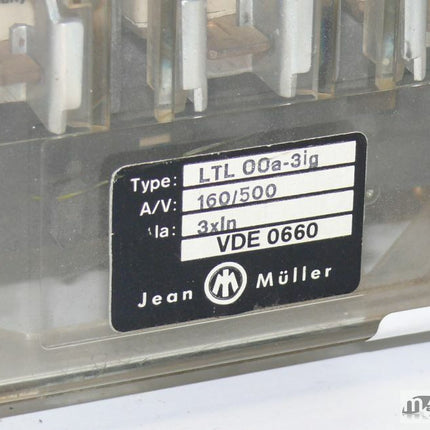 Type: LTL 00a-3ig
A/V: 160/500
Ia: 3xIn
VDE 0660
Jean M Müller